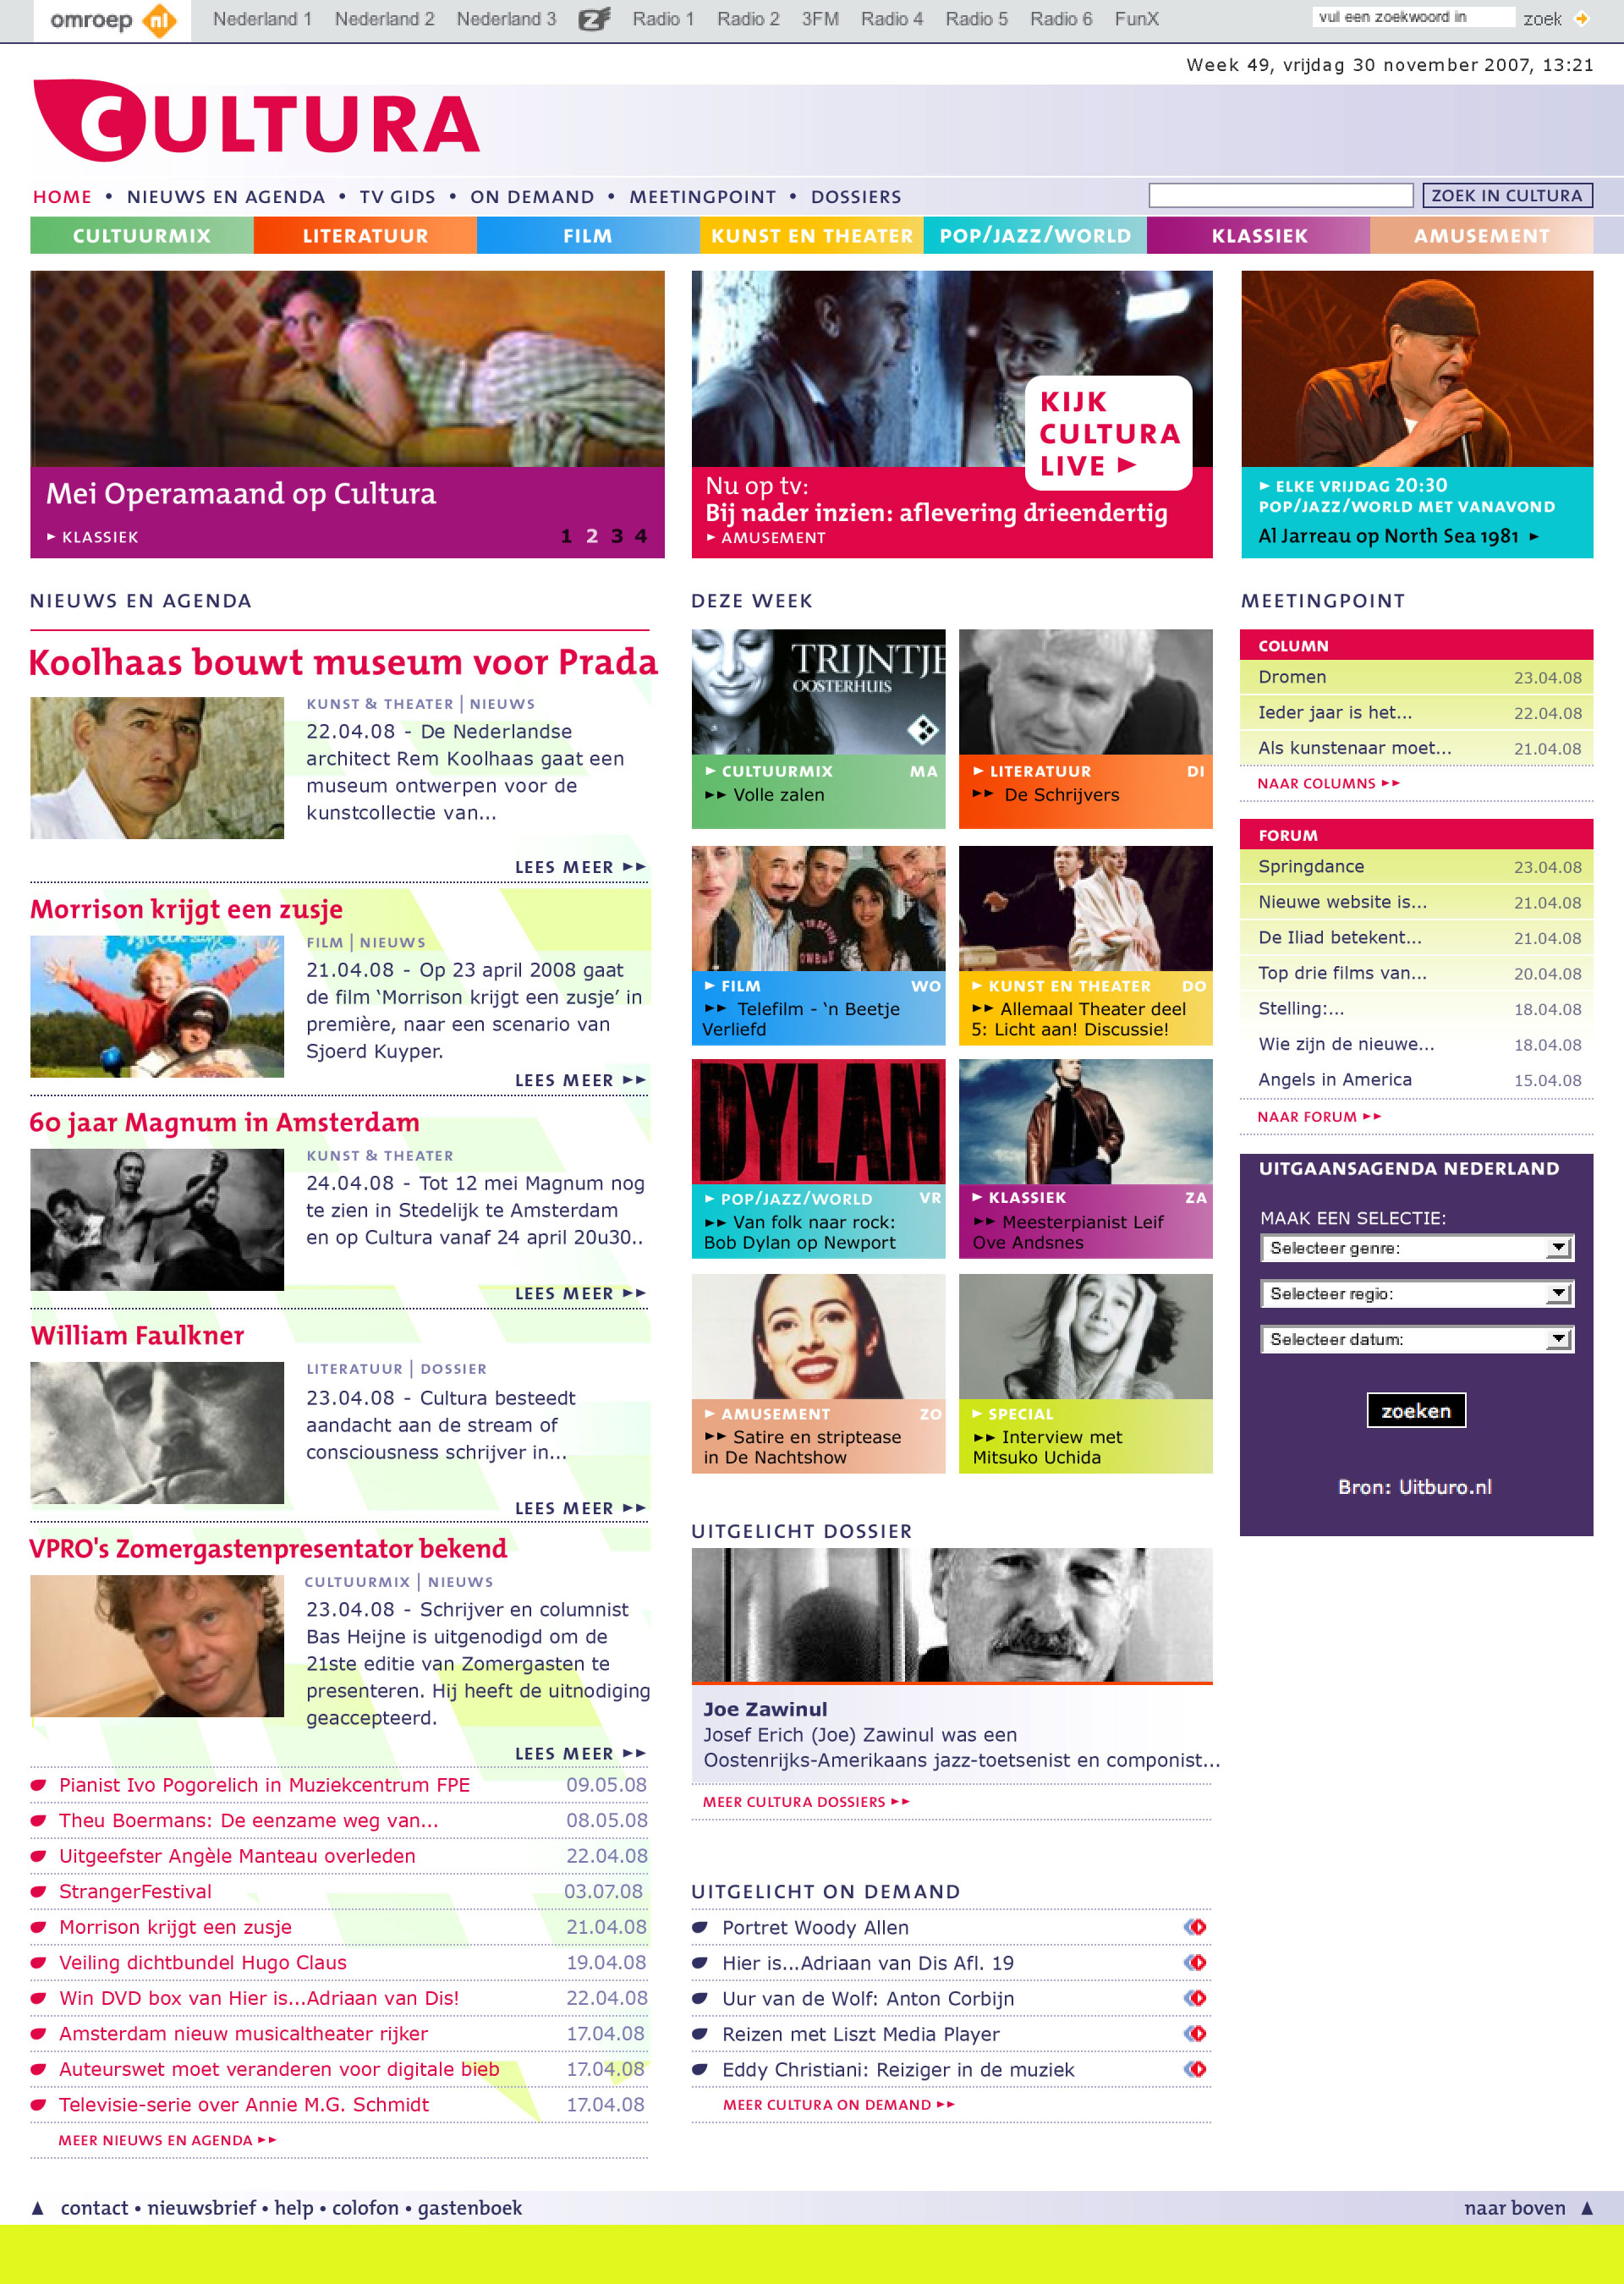 omroep nl Nederland 1 Nederland 2 Nederland 3 Z Radio 1 Radio 2 3FM Radio 4 Radio 5 Radio 6 FunX vul een zoekwoord in zoek
Week 49, vrijdag 30 november 2007, 13:21
CULTURA
HOME • NIEUWS EN AGENDA • TV GIDS • ON DEMAND • MEETINGPOINT • DOSSIERS ZOEK IN CULTURA
CULTUURMIX LITERATUUR FILM KUNST EN THEATER POP/JAZZ/WORLD KLASSIEK AMUSEMENT
Mei Operamaand op Cultura
► KLASSIEK 1 2 3 4
KIJK
CULTURA
LIVE ►
Nu op tv:
Bij nader inzien: aflevering drieendertig
► AMUSEMENT
► ELKE VRIJDAG 20:30
POP/JAZZ/WORLD MET VANAVOND
Al Jarreau op North Sea 1981 ►
NIEUWS EN AGENDA
Koolhaas bouwt museum voor Prada
KUNST & THEATER | NIEUWS
22.04.08 - De Nederlandse
architect Rem Koolhaas gaat een
museum ontwerpen voor de
kunstcollectie van...
LEES MEER ►►
Morrison krijgt een zusje
FILM | NIEUWS
21.04.08 - Op 23 april 2008 gaat
de film ‘Morrison krijgt een zusje’ in
première, naar een scenario van
Sjoerd Kuyper.
LEES MEER ►►
60 jaar Magnum in Amsterdam
KUNST & THEATER
24.04.08 - Tot 12 mei Magnum nog
te zien in Stedelijk te Amsterdam
en op Cultura vanaf 24 april 20u30..
LEES MEER ►►
William Faulkner
LITERATUUR | DOSSIER
23.04.08 - Cultura besteedt
aandacht aan de stream of
consciousness schrijver in...
LEES MEER ►►
VPRO's Zomergastenpresentator bekend
CULTUURMIX | NIEUWS
23.04.08 - Schrijver en columnist
Bas Heijne is uitgenodigd om de
21ste editie van Zomergasten te
presenteren. Hij heeft de uitnodiging
geaccepteerd.
LEES MEER ►►
Pianist Ivo Pogorelich in Muziekcentrum FPE 09.05.08
Theu Boermans: De eenzame weg van... 08.05.08
Uitgeefster Angèle Manteau overleden 22.04.08
StrangerFestival 03.07.08
Morrison krijgt een zusje 21.04.08
Veiling dichtbundel Hugo Claus 19.04.08
Win DVD box van Hier is...Adriaan van Dis! 22.04.08
Amsterdam nieuw musicaltheater rijker 17.04.08
Auteurswet moet veranderen voor digitale bieb 17.04.08
Televisie-serie over Annie M.G. Schmidt 17.04.08
MEER NIEUWS EN AGENDA ►►
DEZE WEEK
TRIJNTJE
OOSTERHUIS
► CULTUURMIX MA
►► Volle zalen
► LITERATUUR DI
►► De Schrijvers
► FILM WO
►► Telefilm - ‘n Beetje
Verliefd
► KUNST EN THEATER DO
►► Allemaal Theater deel
5: Licht aan! Discussie!
DYLAN
► POP/JAZZ/WORLD VR
►► Van folk naar rock:
Bob Dylan op Newport
► KLASSIEK ZA
►► Meesterpianist Leif
Ove Andsnes
► AMUSEMENT ZO
►► Satire en striptease
in De Nachtshow
► SPECIAL
►► Interview met
Mitsuko Uchida
UITGELICHT DOSSIER
Joe Zawinul
Josef Erich (Joe) Zawinul was een
Oostenrijks-Amerikaans jazz-toetsenist en componist...
MEER CULTURA DOSSIERS ►►
UITGELICHT ON DEMAND
Portret Woody Allen
Hier is...Adriaan van Dis Afl. 19
Uur van de Wolf: Anton Corbijn
Reizen met Liszt Media Player
Eddy Christiani: Reiziger in de muziek
MEER CULTURA ON DEMAND ►►
MEETINGPOINT
COLUMN
Dromen 23.04.08
Ieder jaar is het... 22.04.08
Als kunstenaar moet... 21.04.08
NAAR COLUMNS ►►
FORUM
Springdance 23.04.08
Nieuwe website is... 21.04.08
De Iliad betekent... 21.04.08
Top drie films van... 20.04.08
Stelling:... 18.04.08
Wie zijn de nieuwe... 18.04.08
Angels in America 15.04.08
NAAR FORUM ►►
UITGAANSAGENDA NEDERLAND
MAAK EEN SELECTIE:
Selecteer genre:
Selecteer regio:
Selecteer datum:
zoeken
Bron: Uitburo.nl
▲ contact • nieuwsbrief • help • colofon • gastenboek naar boven ▲